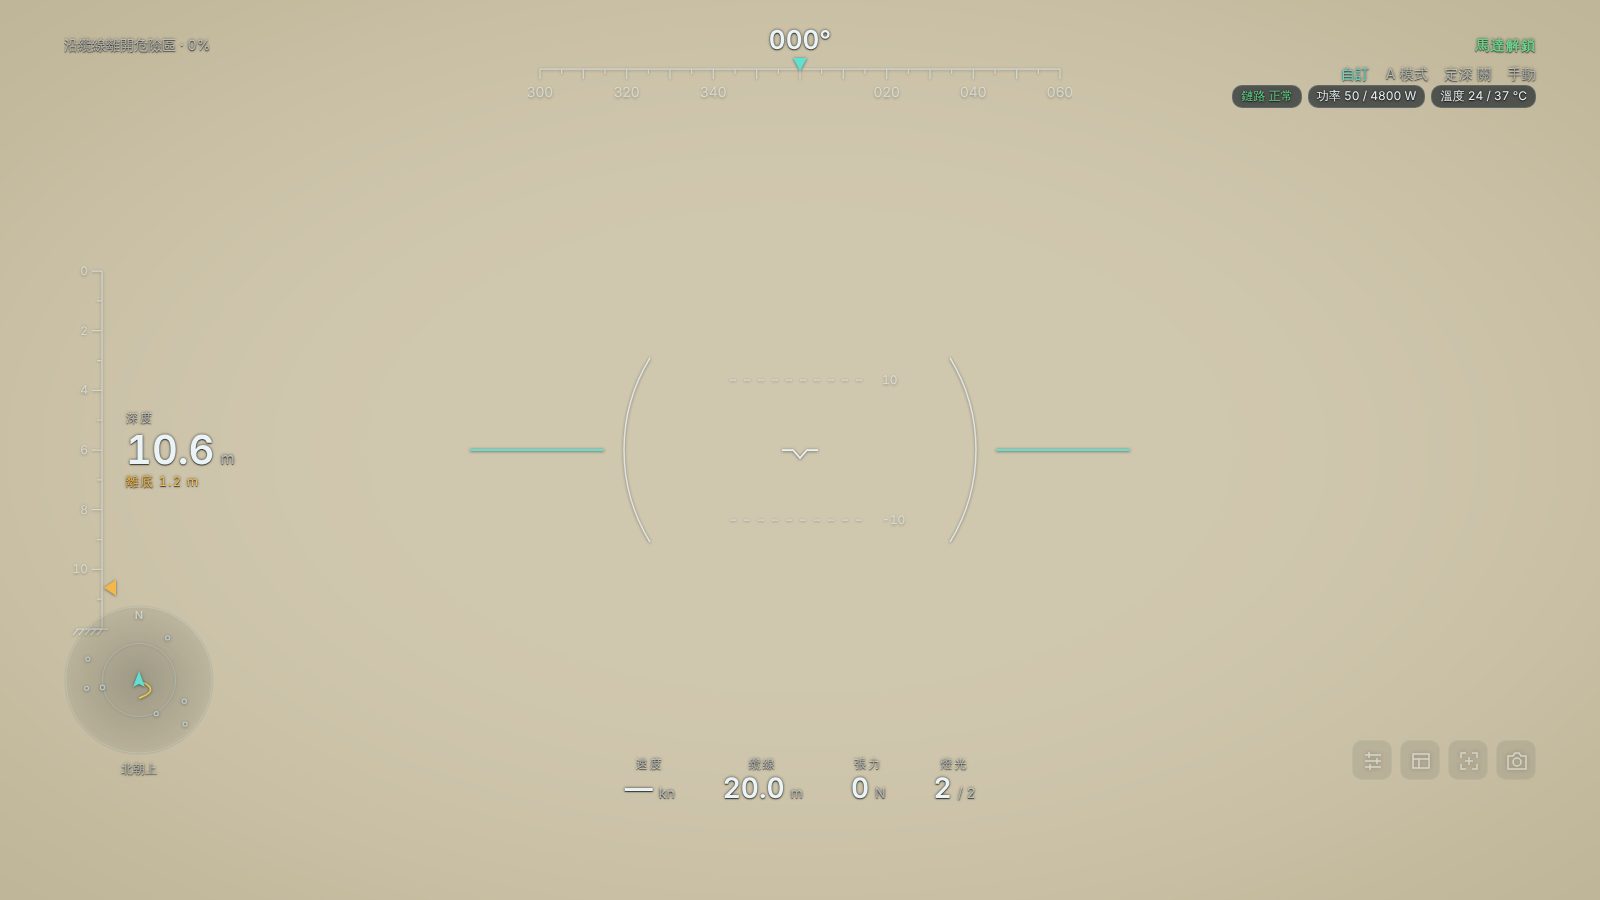 沿纜線離開危險區 · 0%
000°
300 320 340 020 040 060
馬達解鎖
自訂 A 模式 定深 關 手動
鏈路 正常 功率 50 / 4800 W 溫度 24 / 37 °C
0
2
4
6
8
10
深度
10.6 m
離底 1.2 m
10
-10
N
北朝上
速度 纜線 張力 燈光
— kn 20.0 m 0 N 2 / 2